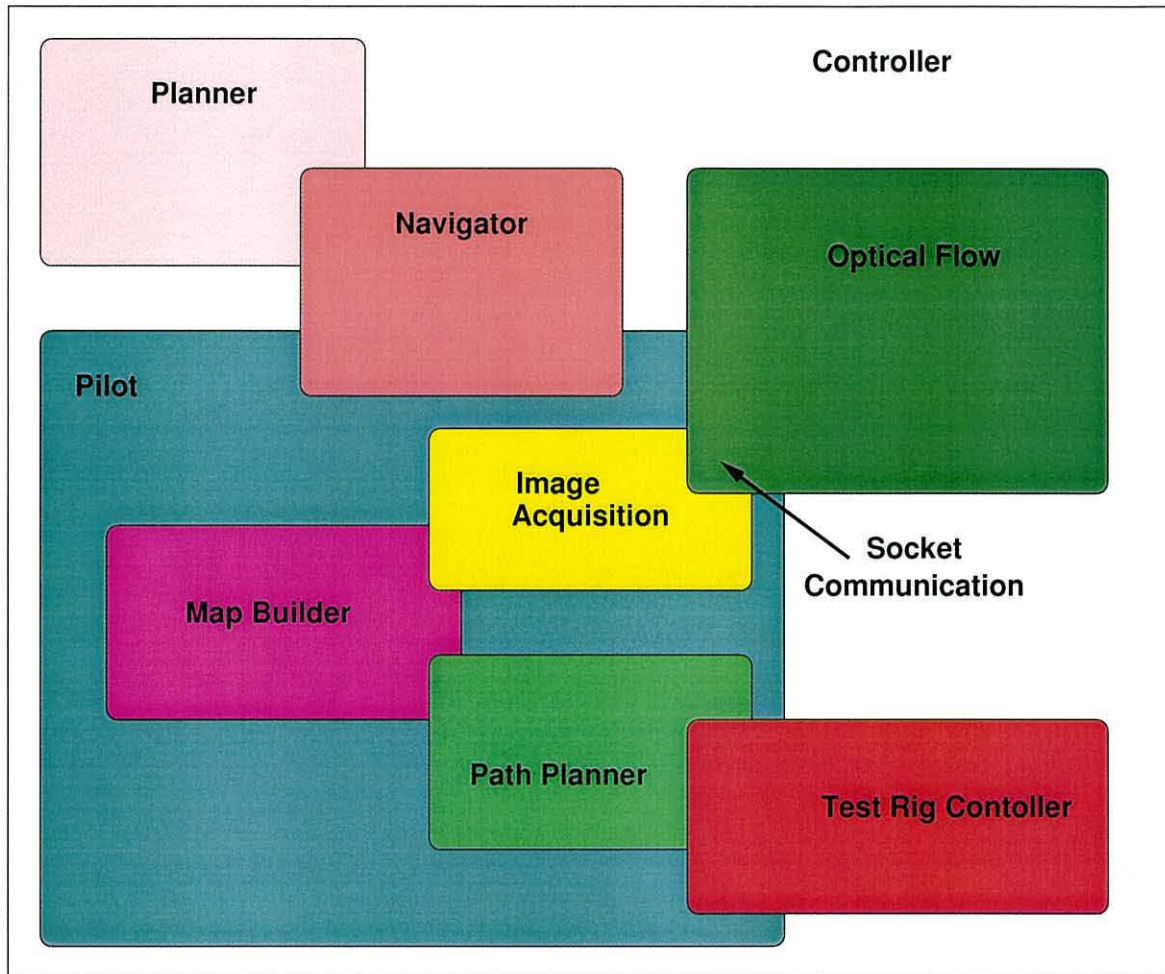 Controller
Planner
Navigator
Optical Flow
Pilot
Image
Acquisition
Socket
Communication
Map Builder
Path Planner
Test Rig Contoller